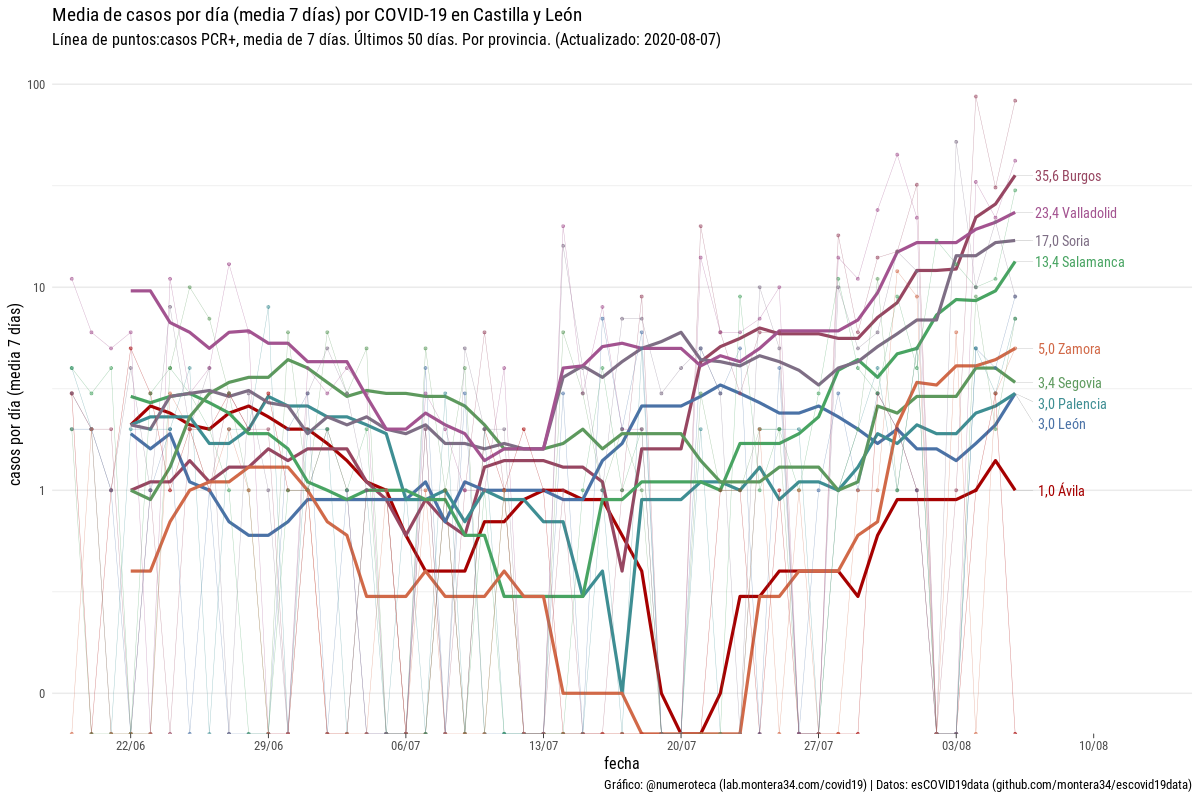 Media de casos por día (media 7 días) por COVID-19 en Castilla y León
Línea de puntos:casos PCR+, media de 7 días. Últimos 50 días. Por provincia. (Actualizado: 2020-08-07)
casos por día (media 7 días)
100
10
1
0
35,6 Burgos
23,4 Valladolid
17,0 Soria
13,4 Salamanca
5,0 Zamora
3,4 Segovia
3,0 Palencia
3,0 León
1,0 Ávila
22/06 29/06 06/07 13/07 20/07 27/07 03/08 10/08
fecha
Gráfico: @numeroteca (lab.montera34.com/covid19) | Datos: esCOVID19data (github.com/montera34/escovid19data)